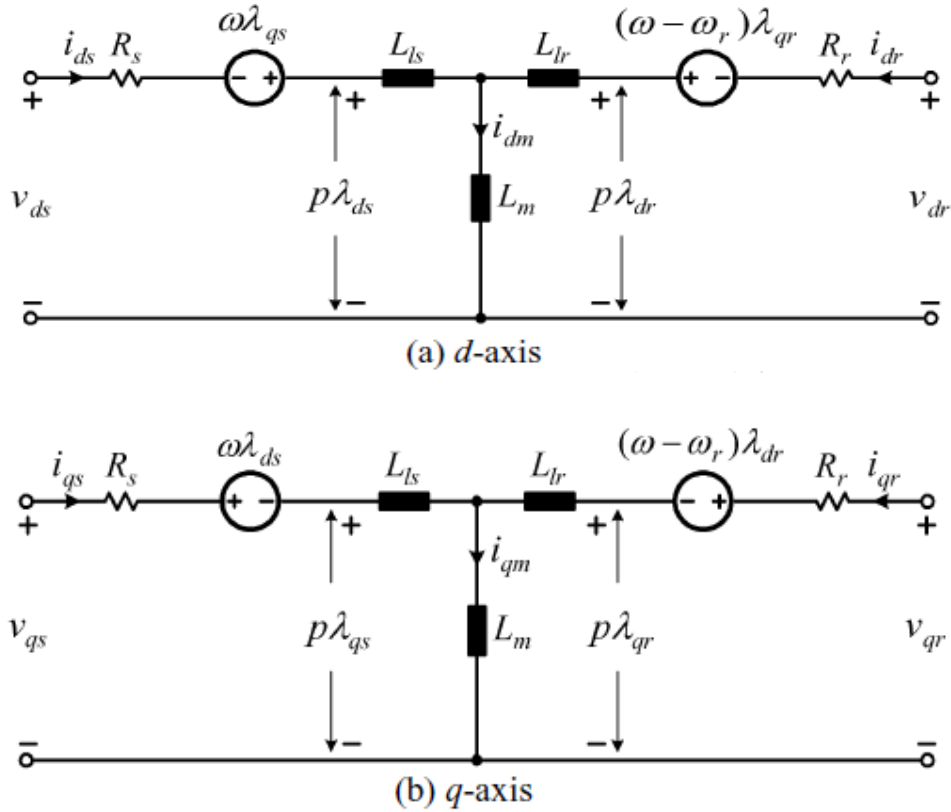 ωλqs (ω − ωr)λqr
ids Rs − + Lls Llr + − Rr idr
+ + + +
idm
vds pλds Lm pλdr vdr
− − − −
(a) d-axis
ωλds (ω − ωr)λdr
iqs Rs + − Lls Llr − + Rr iqr
+ + + +
iqm
vqs pλqs Lm pλqr vqr
− − − −
(b) q-axis